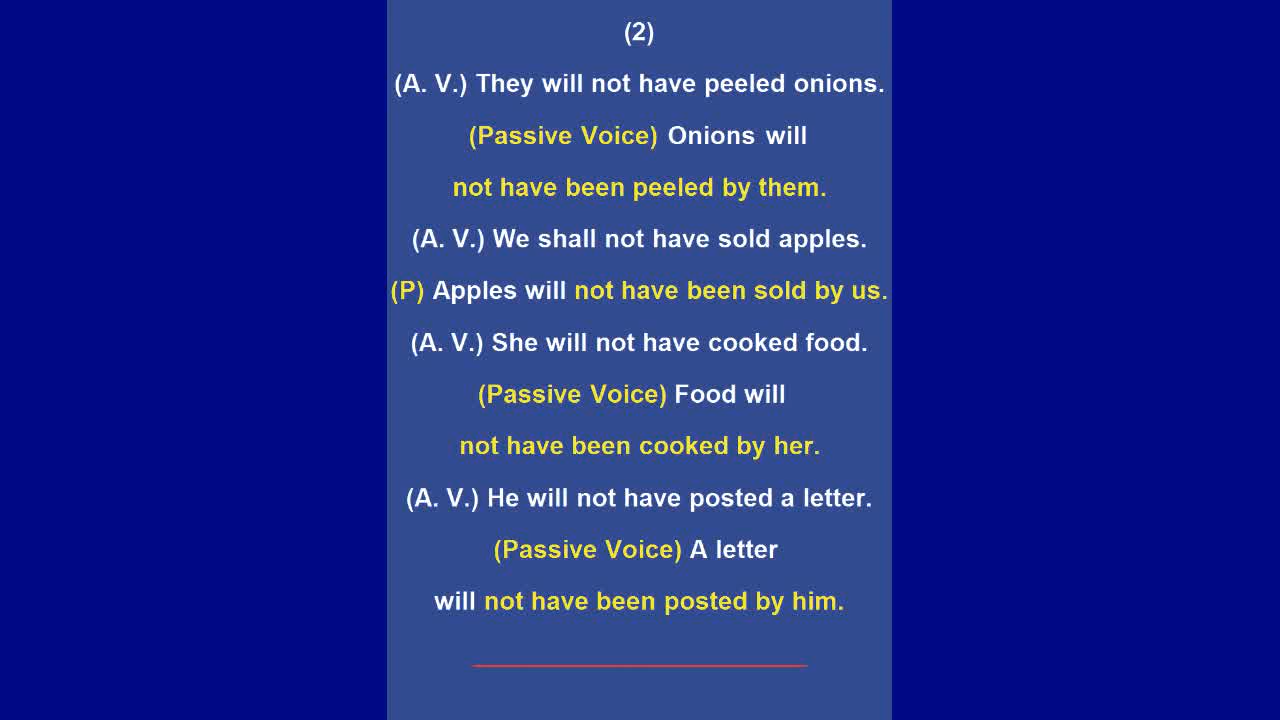 (2)
(A. V.) They will not have peeled onions.
(Passive Voice) Onions will
not have been peeled by them.
(A. V.) We shall not have sold apples.
(P) Apples will not have been sold by us.
(A. V.) She will not have cooked food.
(Passive Voice) Food will
not have been cooked by her.
(A. V.) He will not have posted a letter.
(Passive Voice) A letter
will not have been posted by him.